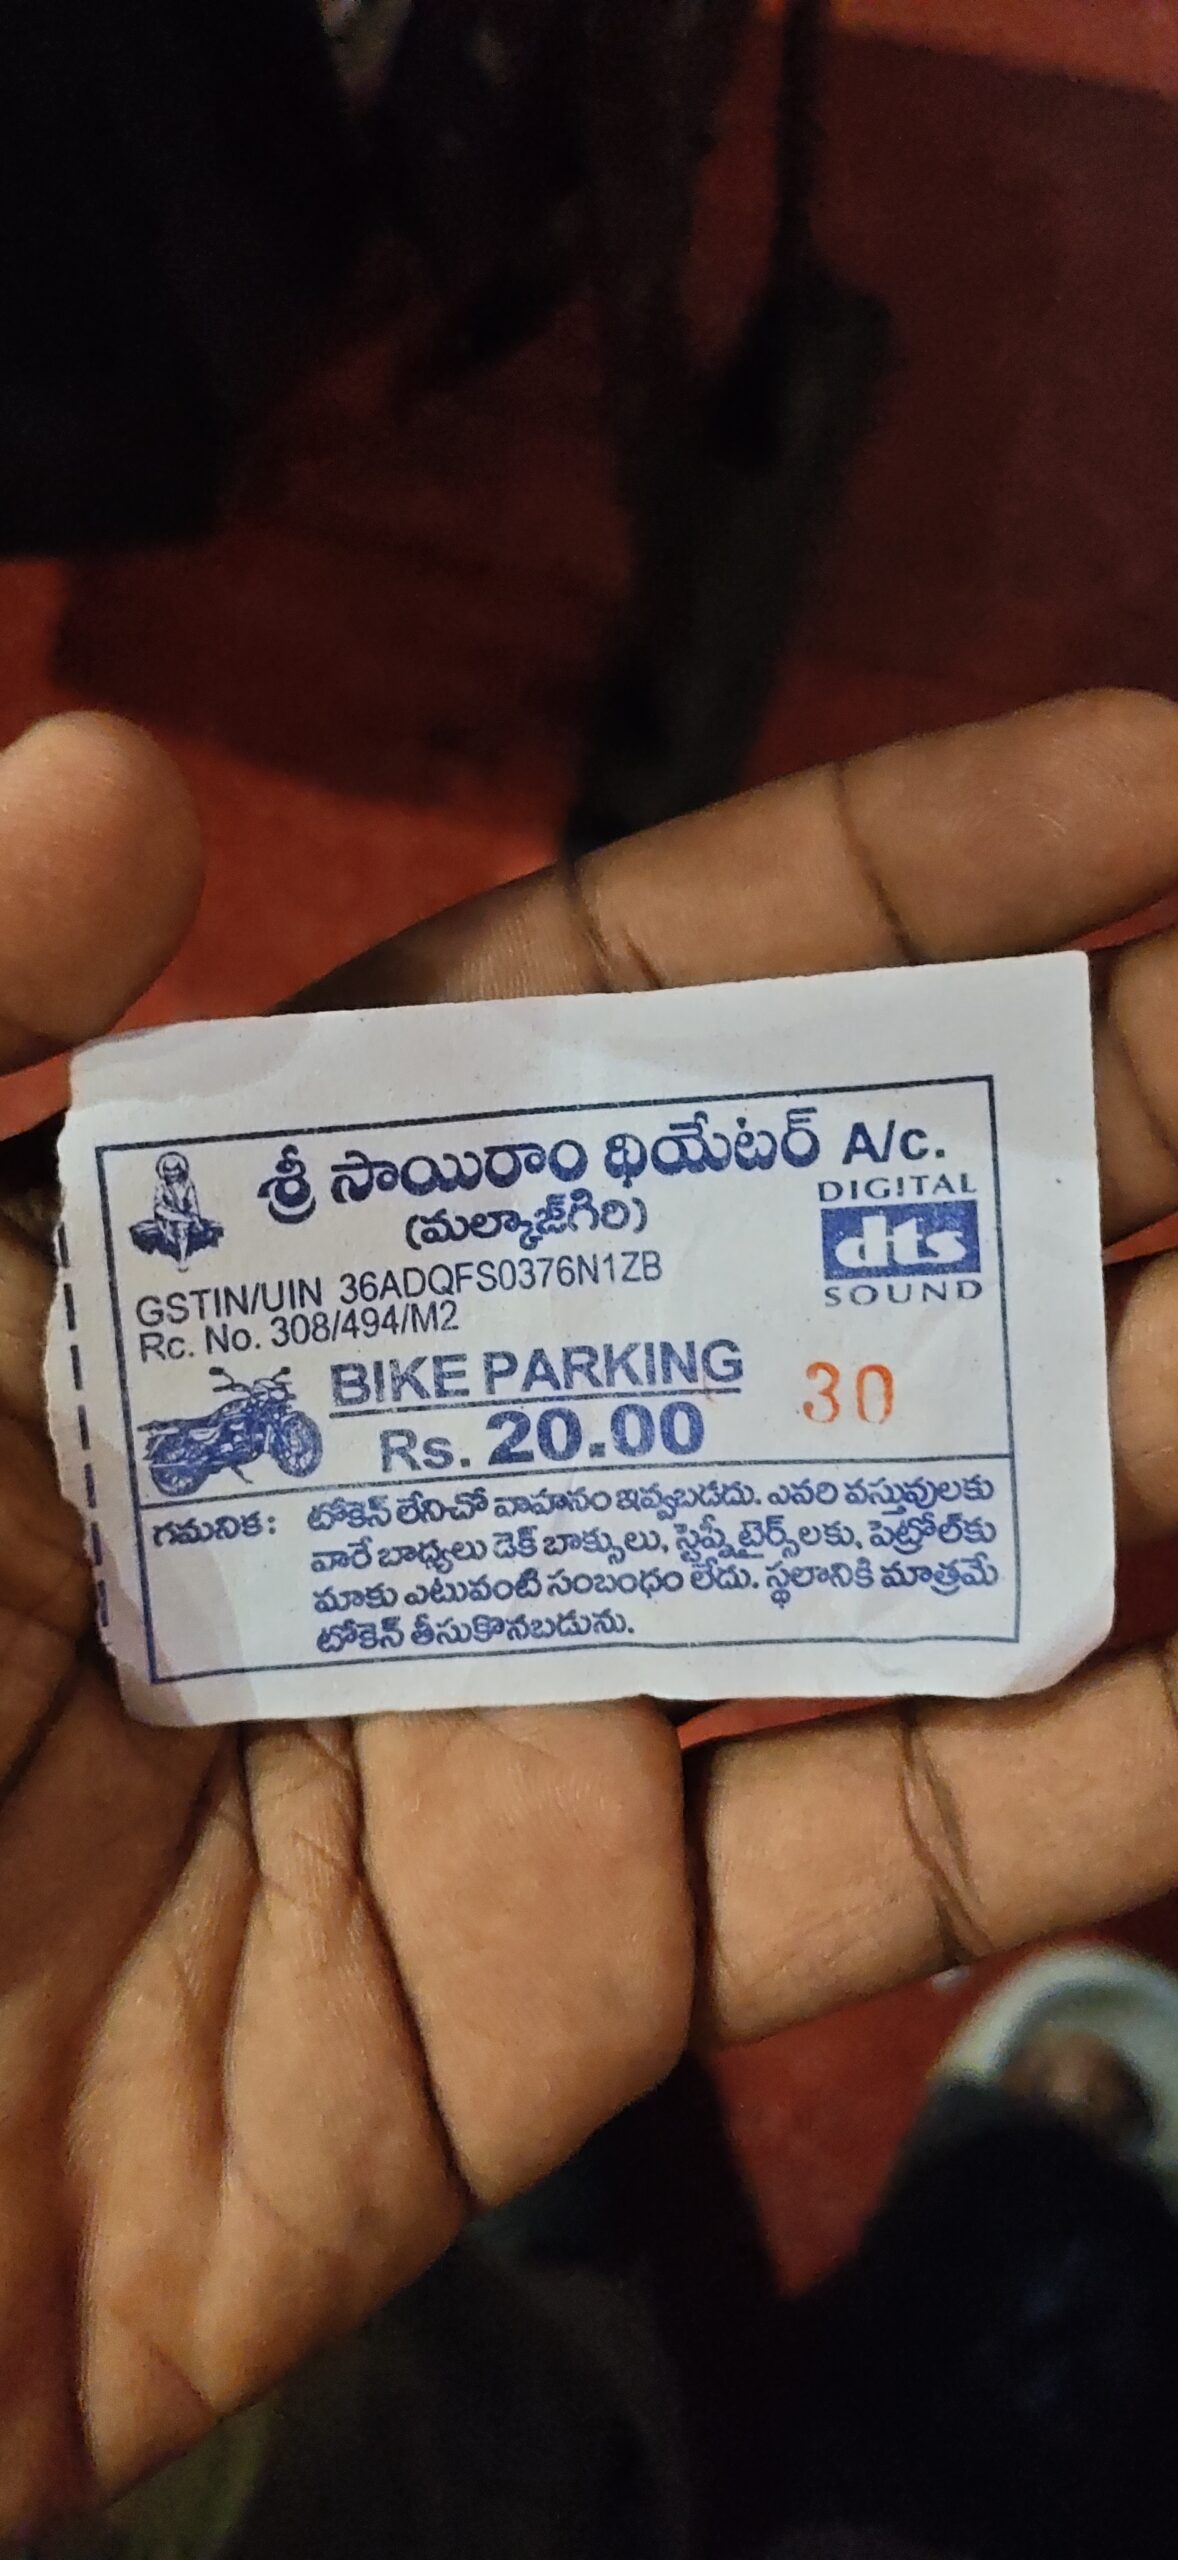 శ్రీ సాయిరాం థియేటర్ A/c.
(మల్కాజ్‌గిరి)
DIGITAL
dts
SOUND
GSTIN/UIN 36ADQFS0376N1ZB
Rc. No. 308/494/M2
BIKE PARKING
Rs. 20.00
30
గమనిక: టోకెన్ లేనిచో వాహనం ఇవ్వబడదు. ఎవరి వస్తువులకు
వారే బాధ్యలు డెక్ బాక్సులు, స్టెప్నీటైర్స్‌లకు, పెట్రోల్‌కు
మాకు ఎటువంటి సంబంధం లేదు. స్థలానికి మాత్రమే
టోకెన్ తీసుకొనబడును.